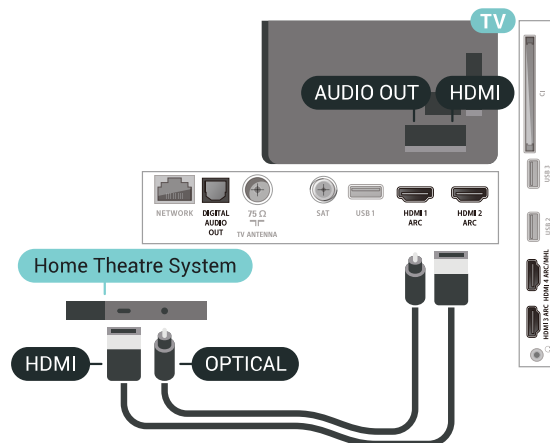 TV
AUDIO OUT
HDMI
CI
USB 3
USB 2
HDMI 4 ARC/MHL
HDMI 3 ARC
NETWORK
DIGITAL
AUDIO
OUT
75 Ω
TV ANTENNA
SAT
USB 1
HDMI 1
ARC
HDMI 2
ARC
Home Theatre System
HDMI
OPTICAL